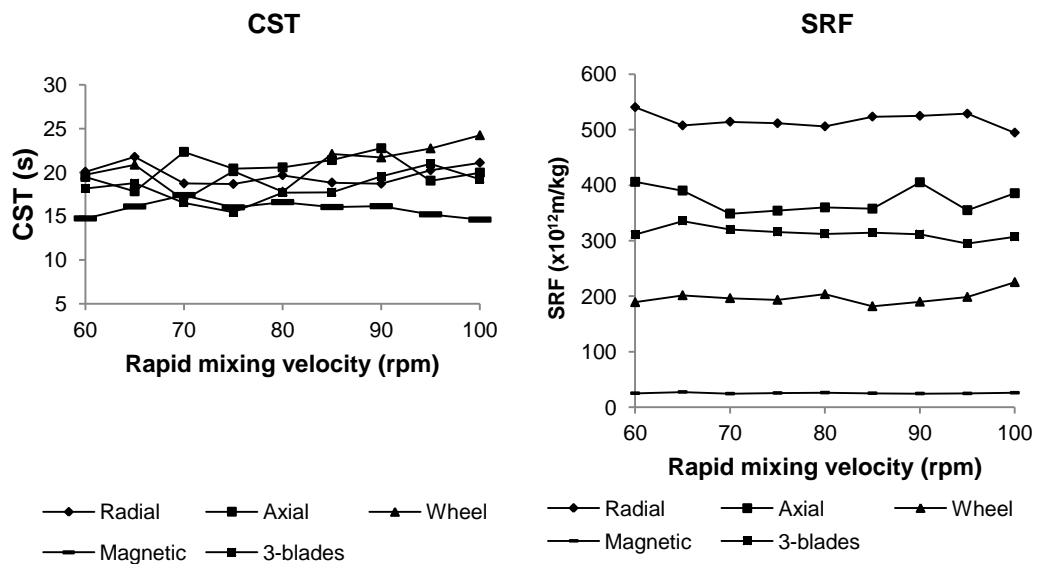 CST
30
25
20
15
10
5
CST (s)
60 70 80 90 100
Rapid mixing velocity (rpm)
Radial Axial Wheel
Magnetic 3-blades
SRF
600
500
400
300
200
100
0
SRF (x10¹²m/kg)
60 70 80 90 100
Rapid mixing velocity (rpm)
Radial Axial Wheel
Magnetic 3-blades